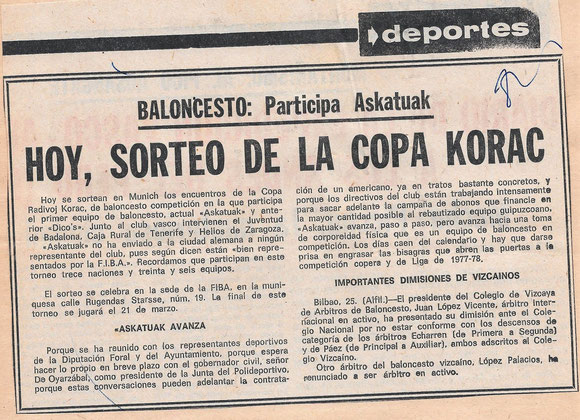 deportes
BALONCESTO: Participa Askatuak
HOY, SORTEO DE LA COPA KORAC
Hoy se sortean en Munich los encuentros de la Copa
Radivoj Korac, de baloncesto competición en la que participa
el primer equipo de baloncesto, actual «Askatuak» y ante-
rior «Dico's». Junto al club vasco intervienen el Juventud
de Badalona, Caja Rural de Tenerife y Helios de Zaragoza.
«Askatuak» no ha enviado a la ciudad alemana a ningún
representante del club, pues según dicen están «bien repre-
sentados por la F.I.B.A.». Recordamos que participan en este
torneo trece naciones y treinta y seis equipos.
El sorteo se celebra en la sede de la FIBA, en la muni-
quesa calle Rugendas Starsse, núm. 19. La final de este
torneo se jugará el 21 de marzo.
«ASKATUAK AVANZA
Porque se ha reunido con los representantes deportivos
de la Diputación Foral y del Ayuntamiento, porque espera
hacer lo propio en breve plazo con el gobernador civil, señor
De Oyarzábal, como presidente de la Junta del Polideportivo,
porque estas conversaciones pueden adelantar la contrata-
ción de un americano, ya en tratos bastante concretos, y
porque los directivos del club están trabajando intensamente
para sacar adelante la campaña de abonos que financie en
la mayor cantidad posible al rebautizado equipo guipuzcoano.
«Askatuak» avanza, paso a paso, pero avanza hacia una toma
de corporeidad física que es un equipo de baloncesto en
competición. Los días caen del calendario y hay que darse
prisa en engrasar las bisagras que abren las puertas a la
competición copera y de Liga de 1977-78.
IMPORTANTES DIMISIONES DE VIZCAINOS
Bilbao, 25. (Alfil).—El presidente del Colegio de Vizcaya
de Arbitros de Baloncesto, Juan López Vicente, árbitro Inter-
nacional en activo, ha presentado su dimisión ante el Cole-
gio Nacional por no estar conforme con los descensos de
categoría de los árbitros Echarren (de Primera a Segunda)
y de Páez (de Principal a Auxiliar), ambos adscritos al Cole-
gio Vizcaíno.
Otro árbitro del baloncesto vizcaíno, López Palacios, ha
renunciado a ser árbitro en activo.